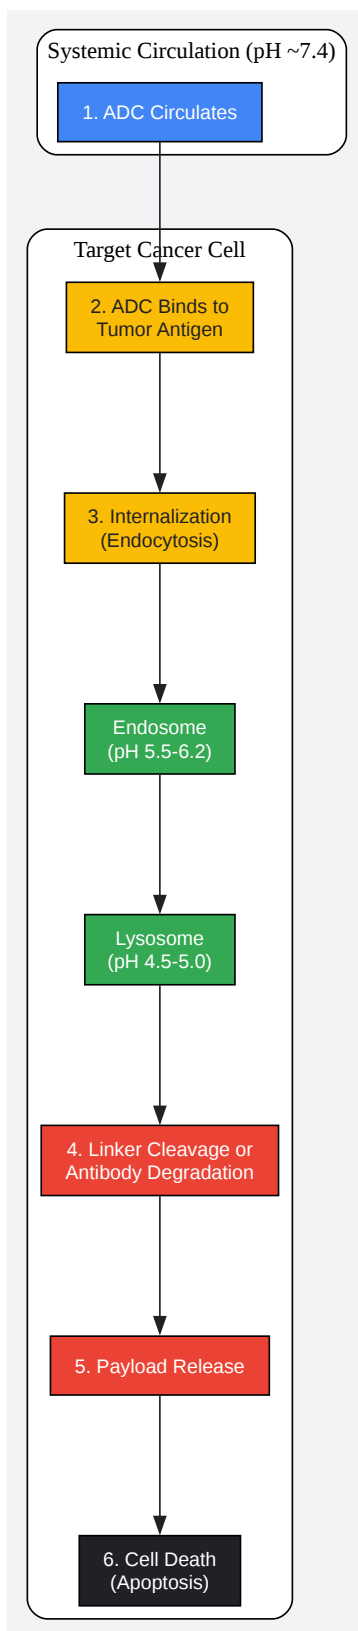 Systemic Circulation (pH ~7.4)
1. ADC Circulates
Target Cancer Cell
2. ADC Binds to
Tumor Antigen
3. Internalization
(Endocytosis)
Endosome
(pH 5.5-6.2)
Lysosome
(pH 4.5-5.0)
4. Linker Cleavage or
Antibody Degradation
5. Payload Release
6. Cell Death
(Apoptosis)